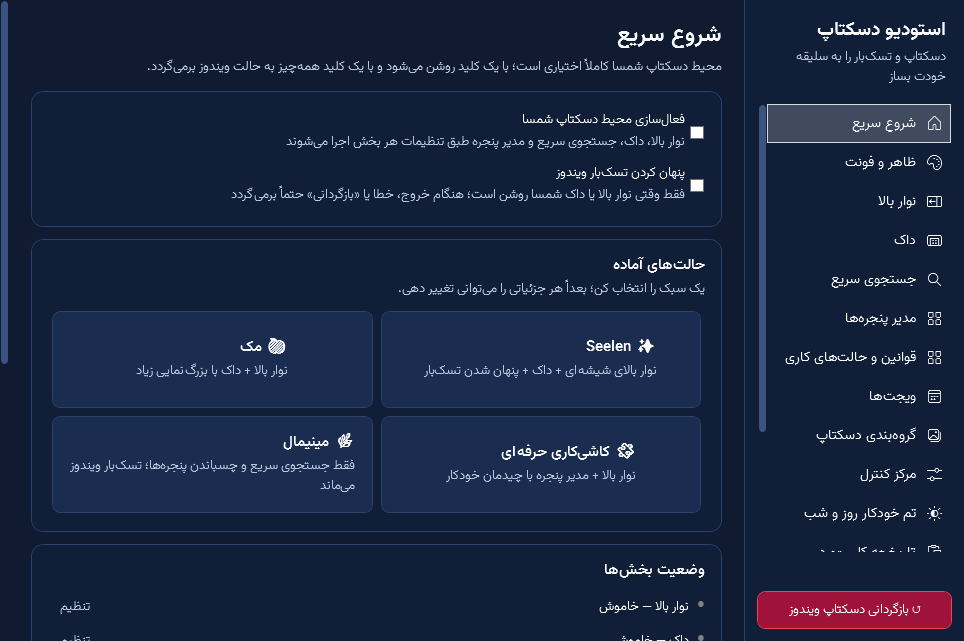 استودیو دسکتاپ
دسکتاپ و تسک‌بار را به سلیقه
خودت بساز
شروع سریع
ظاهر و فونت
نوار بالا
داک
جستجوی سریع
مدیر پنجره‌ها
قوانین و حالت‌های کاری
ویجت‌ها
گروه‌بندی دسکتاپ
مرکز کنترل
تم خودکار روز و شب
↺ بازگردانی دسکتاپ ویندوز
شروع سریع
محیط دسکتاپ شمسا کاملاً اختیاری است؛ با یک کلید روشن می‌شود و با یک کلید همه‌چیز به حالت ویندوز برمی‌گردد.
فعال‌سازی محیط دسکتاپ شمسا
نوار بالا، داک، جستجوی سریع و مدیر پنجره طبق تنظیمات هر بخش اجرا می‌شوند
پنهان کردن تسک‌بار ویندوز
فقط وقتی نوار بالا یا داک شمسا روشن است؛ هنگام خروج، خطا یا «بازگردانی» حتماً برمی‌گردد
حالت‌های آماده
یک سبک را انتخاب کن؛ بعداً هر جزئیاتی را می‌توانی تغییر دهی.
Seelen
نوار بالای شیشه‌ای + داک + پنهان شدن تسک‌بار
مک
نوار بالا + داک با بزرگ‌نمایی زیاد
کاشی‌کاری حرفه‌ای
نوار بالا + مدیر پنجره با چیدمان خودکار
مینیمال
فقط جستجوی سریع و چسباندن پنجره‌ها؛ تسک‌بار ویندوز
می‌ماند
وضعیت بخش‌ها
نوار بالا — خاموش
تنظیم
داک — خاموش
تنظیم